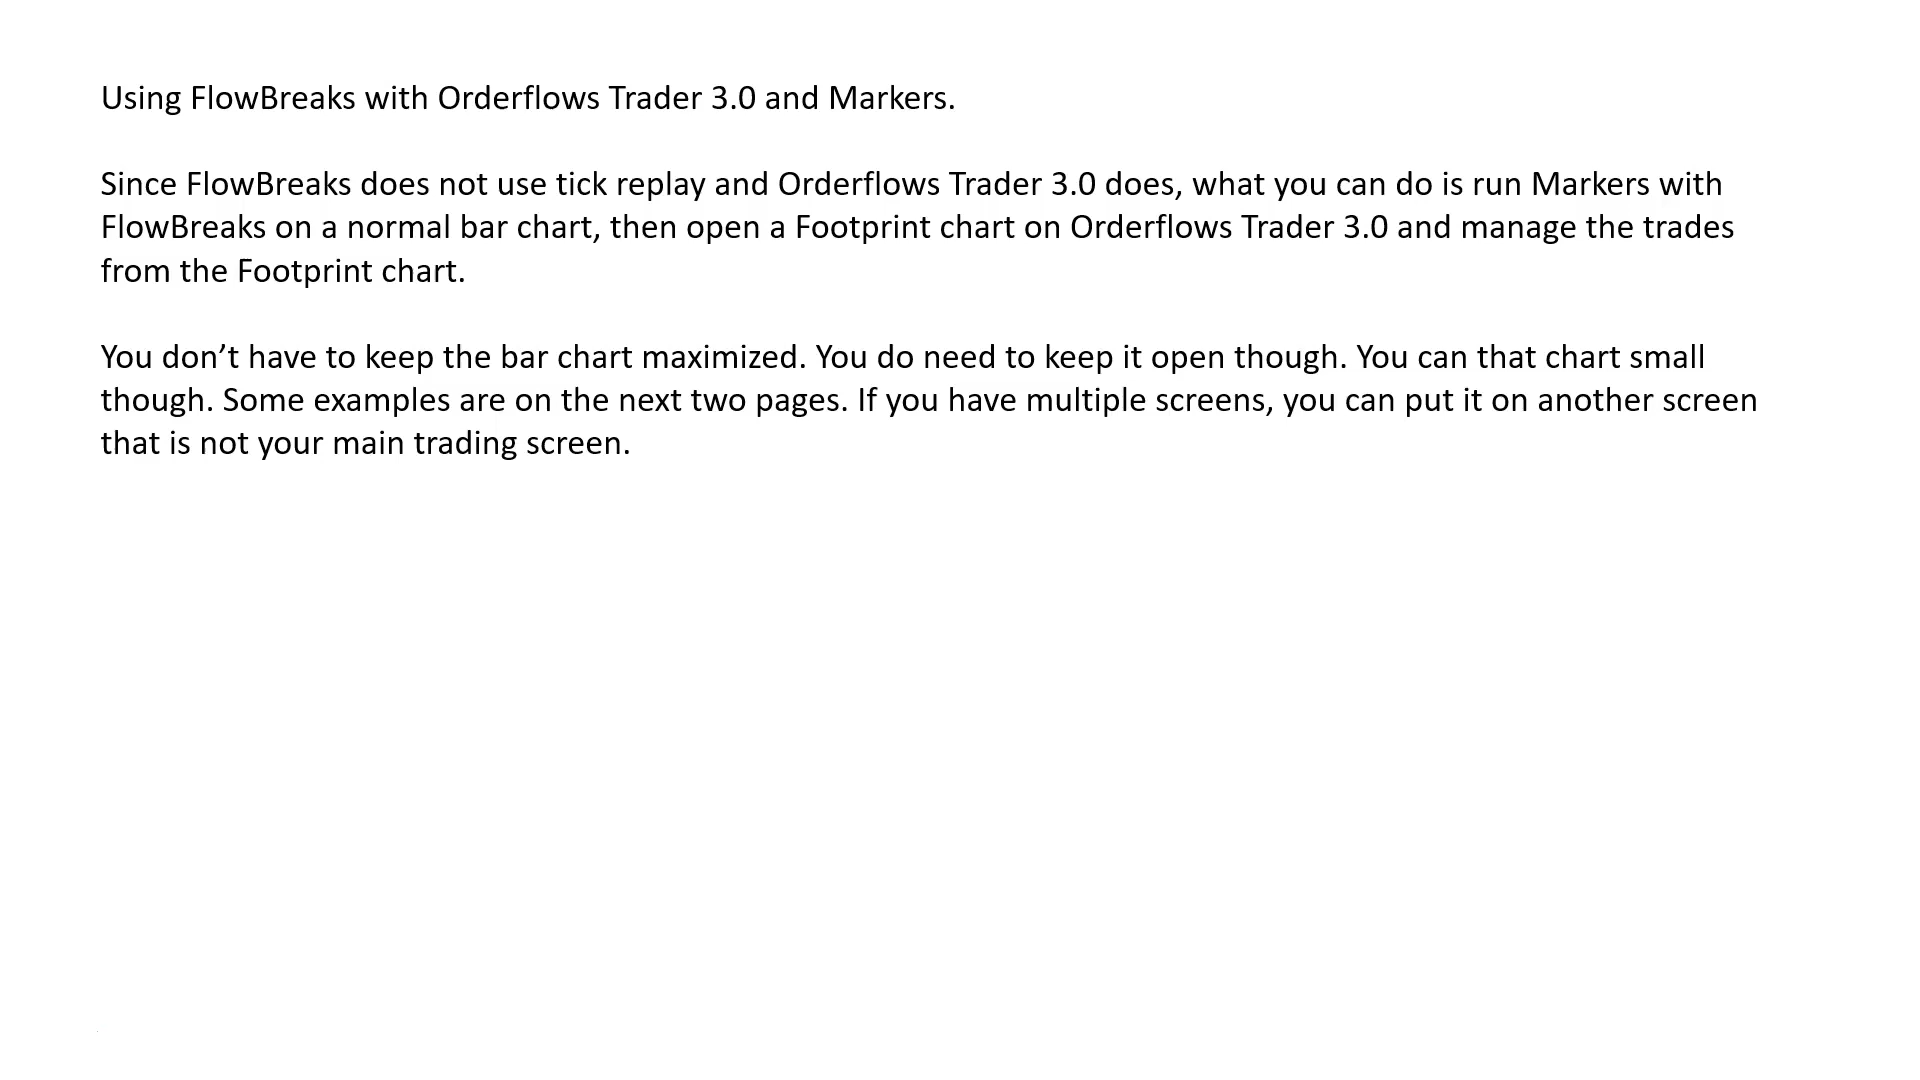 Using FlowBreaks with Orderflows Trader 3.0 and Markers.
Since FlowBreaks does not use tick replay and Orderflows Trader 3.0 does, what you can do is run Markers with
FlowBreaks on a normal bar chart, then open a Footprint chart on Orderflows Trader 3.0 and manage the trades
from the Footprint chart.
You don’t have to keep the bar chart maximized. You do need to keep it open though. You can that chart small
though. Some examples are on the next two pages. If you have multiple screens, you can put it on another screen
that is not your main trading screen.